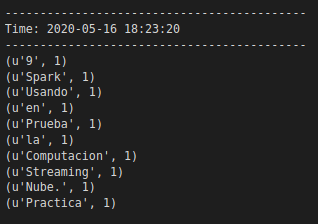 -------------------------------------------
Time: 2020-05-16 18:23:20
-------------------------------------------
(u'9', 1)
(u'Spark', 1)
(u'Usando', 1)
(u'en', 1)
(u'Prueba', 1)
(u'la', 1)
(u'Computacion', 1)
(u'Streaming', 1)
(u'Nube.', 1)
(u'Practica', 1)